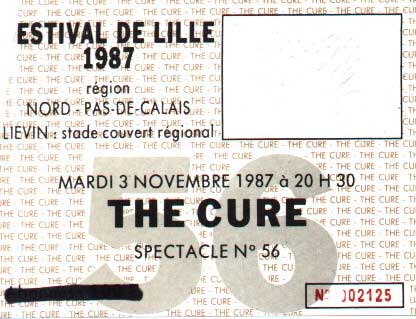 ESTIVAL DE LILLE
1987
région
NORD - PAS-DE-CALAIS
LIEVIN : stade couvert régional
MARDI 3 NOVEMBRE 1987 à 20 H 30
THE CURE
SPECTACLE N° 56
N° 002125
56